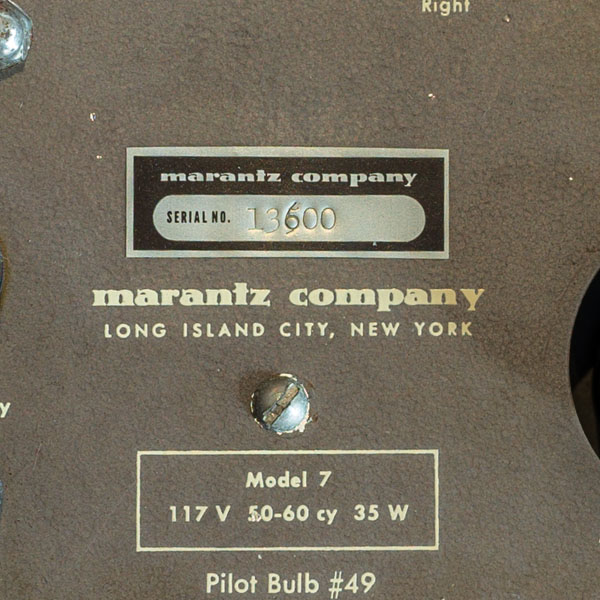 Right
marantz company
SERIAL NO. 13600
marantz company
LONG ISLAND CITY, NEW YORK
y
Model 7
117 V 50-60 cy 35 W
Pilot Bulb #49